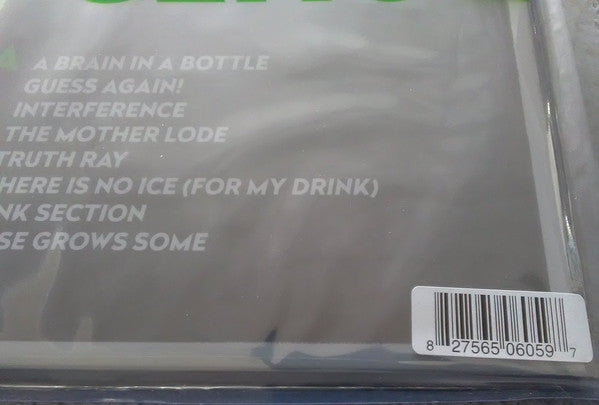 A A BRAIN IN A BOTTLE
GUESS AGAIN!
INTERFERENCE
THE MOTHER LODE
TRUTH RAY
HERE IS NO ICE (FOR MY DRINK)
NK SECTION
SE GROWS SOME
8 27565 06059 7